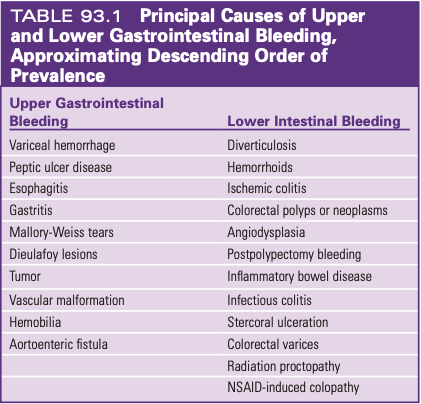 TABLE 93.1 Principal Causes of Upper
and Lower Gastrointestinal Bleeding,
Approximating Descending Order of
Prevalence
Upper Gastrointestinal
Bleeding Lower Intestinal Bleeding
Variceal hemorrhage Diverticulosis
Peptic ulcer disease Hemorrhoids
Esophagitis Ischemic colitis
Gastritis Colorectal polyps or neoplasms
Mallory-Weiss tears Angiodysplasia
Dieulafoy lesions Postpolypectomy bleeding
Tumor Inflammatory bowel disease
Vascular malformation Infectious colitis
Hemobilia Stercoral ulceration
Aortoenteric fistula Colorectal varices
Radiation proctopathy
NSAID-induced colopathy